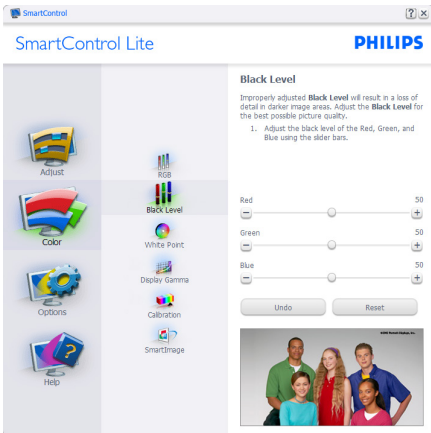 SmartControl
SmartControl Lite
PHILIPS
Adjust
Color
Options
Help
RGB
Black Level
White Point
Display Gamma
Calibration
SmartImage
Black Level
Improperly adjusted Black Level will result in a loss of
detail in darker image areas. Adjust the Black Level for
the best possible picture quality.
1. Adjust the black level of the Red, Green, and
Blue using the slider bars.
Red 50
Green 50
Blue 50
Undo Reset